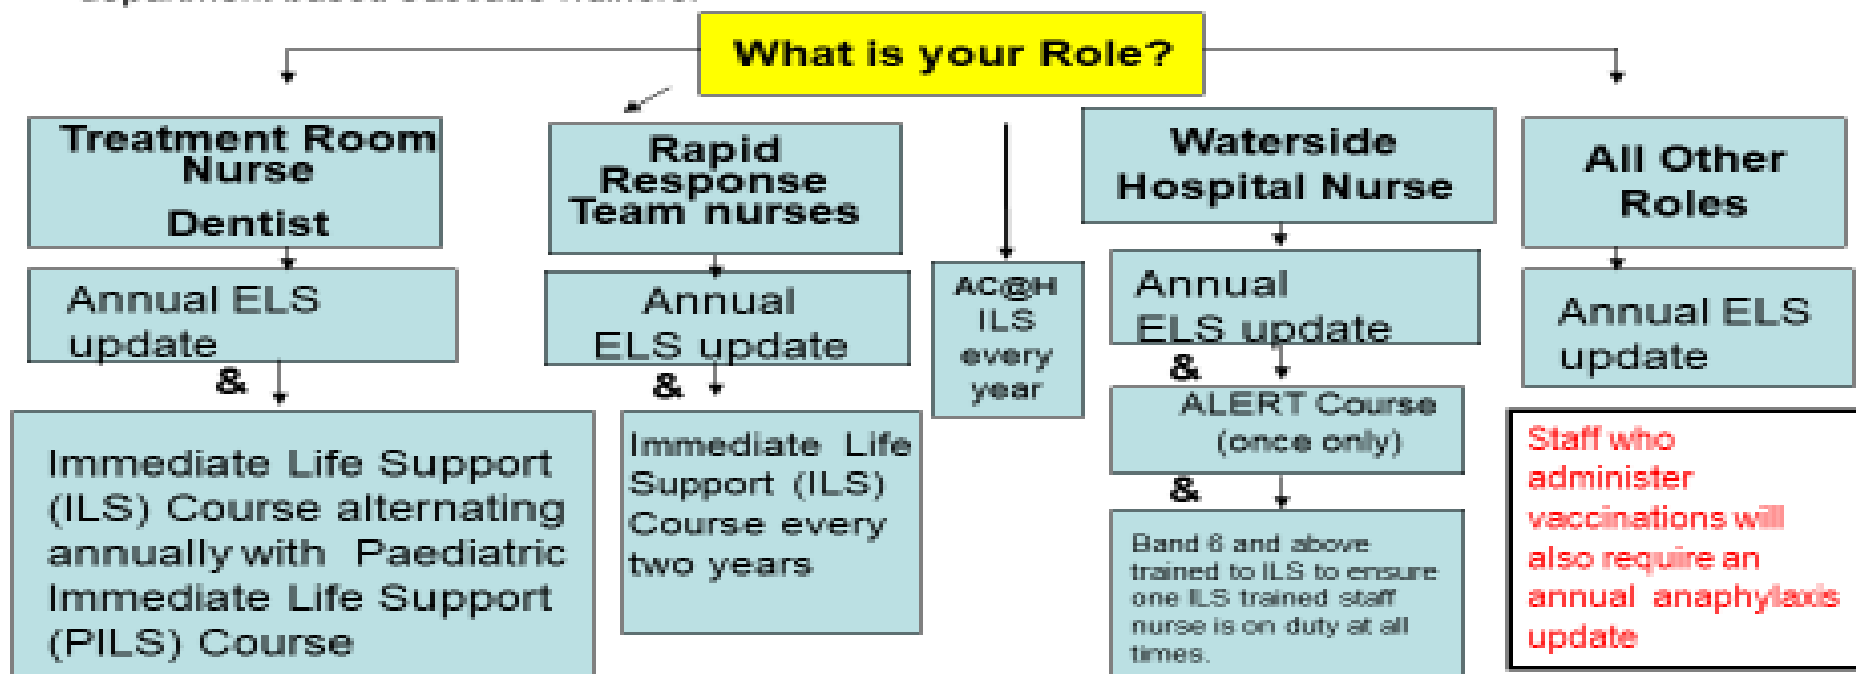 What is your Role?
Treatment Room
Nurse
Dentist
Annual ELS
update
&
Immediate Life Support
(ILS) Course alternating
annually with Paediatric
Immediate Life Support
(PILS) Course
Rapid
Response
Team nurses
Annual
ELS update
&
Immediate Life
Support (ILS)
Course every
two years
AC@H
ILS
every
year
Waterside
Hospital Nurse
Annual
ELS update
&
ALERT Course
(once only)
&
Band 6 and above
trained to ILS to ensure
one ILS trained staff
nurse is on duty at all
times.
All Other
Roles
Annual ELS
update
Staff who
administer
vaccinations will
also require an
annual anaphylaxis
update